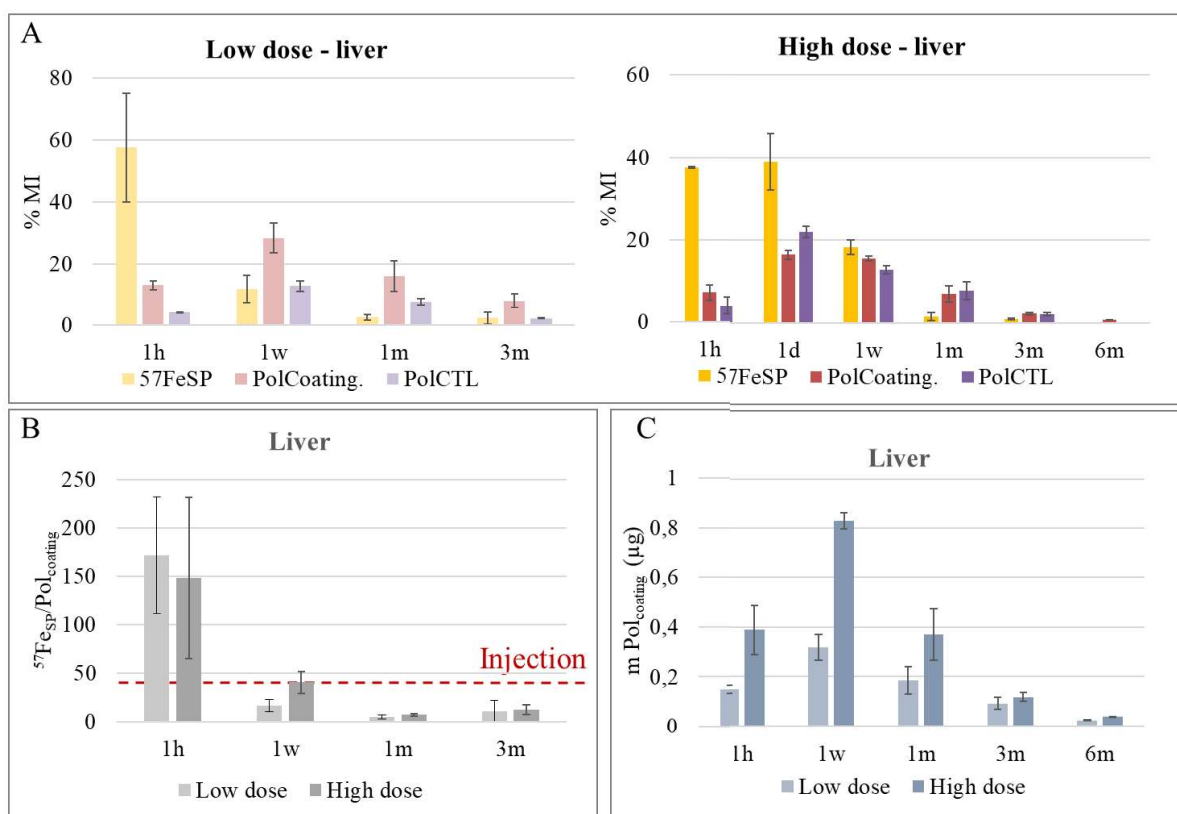 A
Low dose - liver
% MI
80
60
40
20
0
1h 1w 1m 3m
57FeSP PolCoating. PolCTL
High dose - liver
% MI
60
40
20
0
1h 1d 1w 1m 3m 6m
57FeSP PolCoating. PolCTL
B
Liver
57FeSP/Polcoating
250
200
150
100
50
0
Injection
1h 1w 1m 3m
Low dose High dose
C
Liver
m Polcoating (µg)
1
0,8
0,6
0,4
0,2
0
1h 1w 1m 3m 6m
Low dose High dose